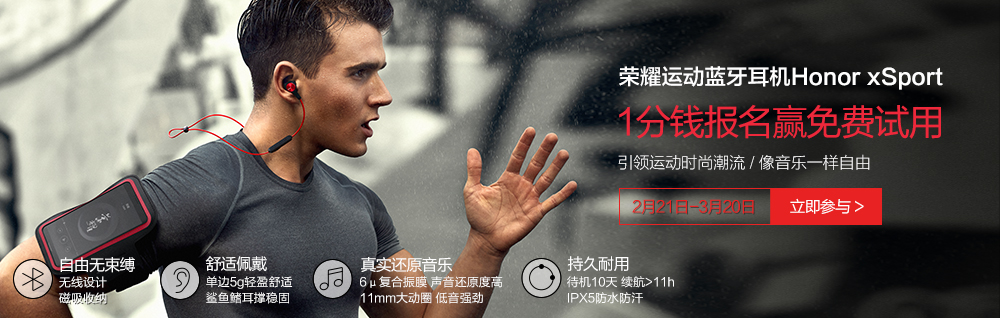 荣耀运动蓝牙耳机Honor xSport
1分钱报名赢免费试用
引领运动时尚潮流 / 像音乐一样自由
2月21日-3月20日 立即参与 >
自由无束缚
无线设计
磁吸收纳
舒适佩戴
单边5g轻盈舒适
鲨鱼鳍耳撑稳固
真实还原音乐
6μ复合振膜 声音还原度高
11mm大动圈 低音强劲
持久耐用
待机10天 续航>11h
IPX5防水防汗